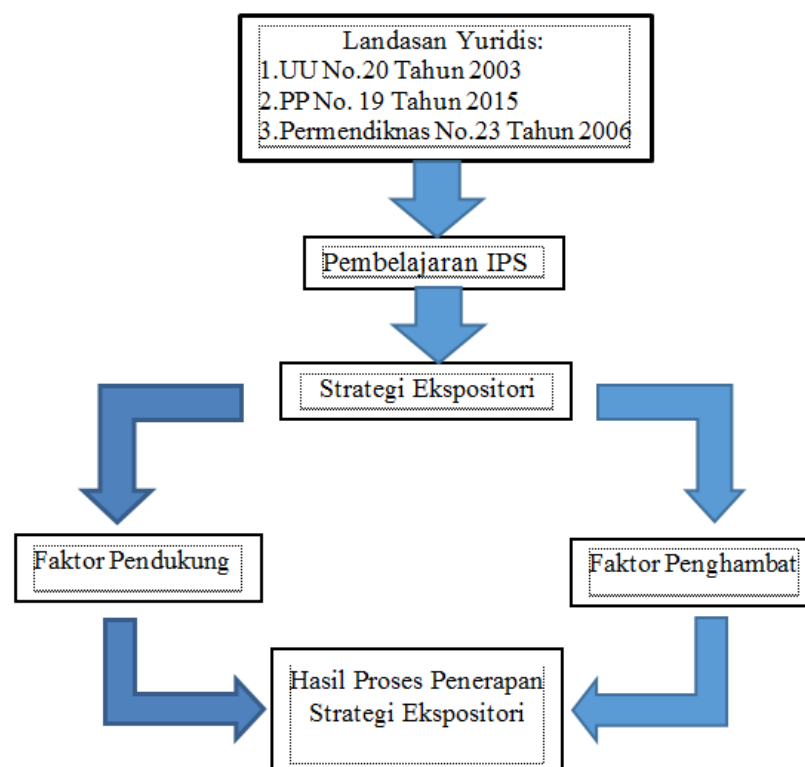 Landasan Yuridis:
1.UU No.20 Tahun 2003
2.PP No. 19 Tahun 2015
3.Permendiknas No.23 Tahun 2006
Pembelajaran IPS
Strategi Ekspositori
Faktor Pendukung
Faktor Penghambat
Hasil Proses Penerapan
Strategi Ekspositori